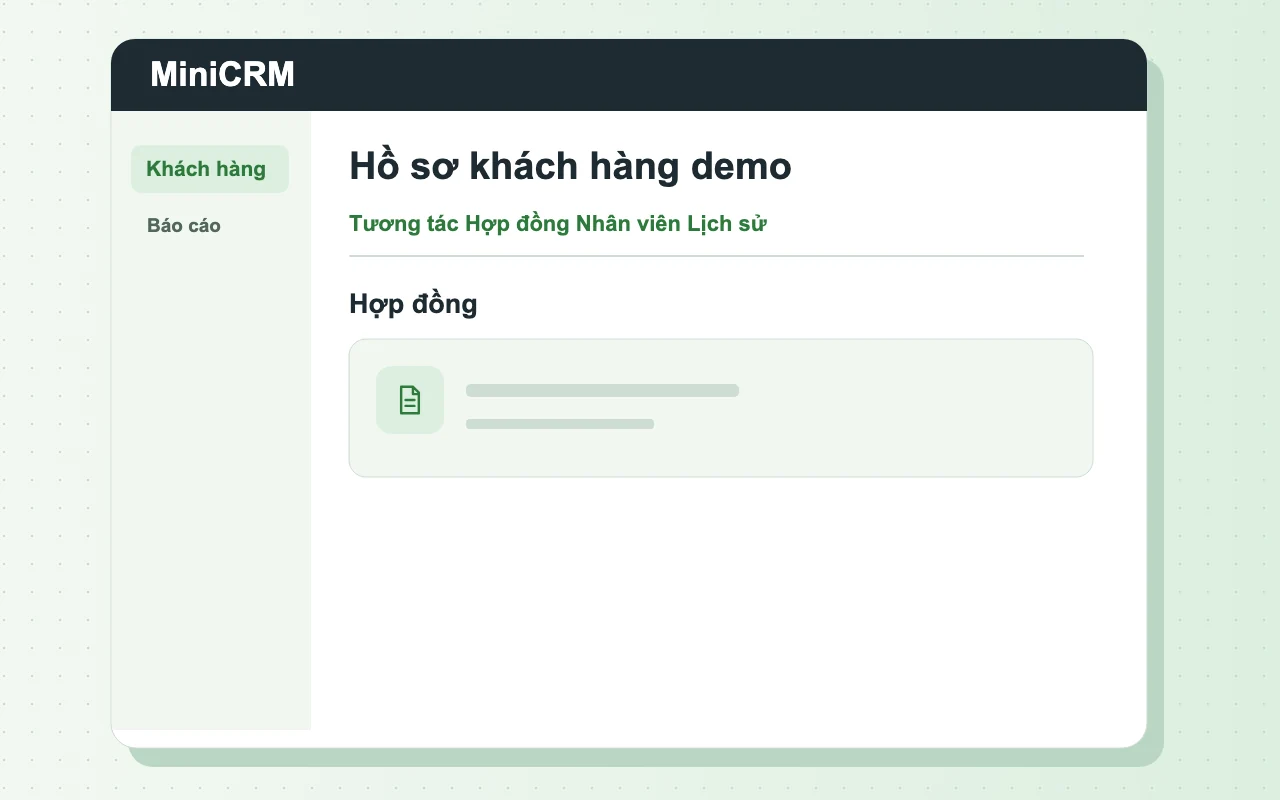 MiniCRM
Khách hàng
Báo cáo
Hồ sơ khách hàng demo
Tương tác Hợp đồng Nhân viên Lịch sử
Hợp đồng